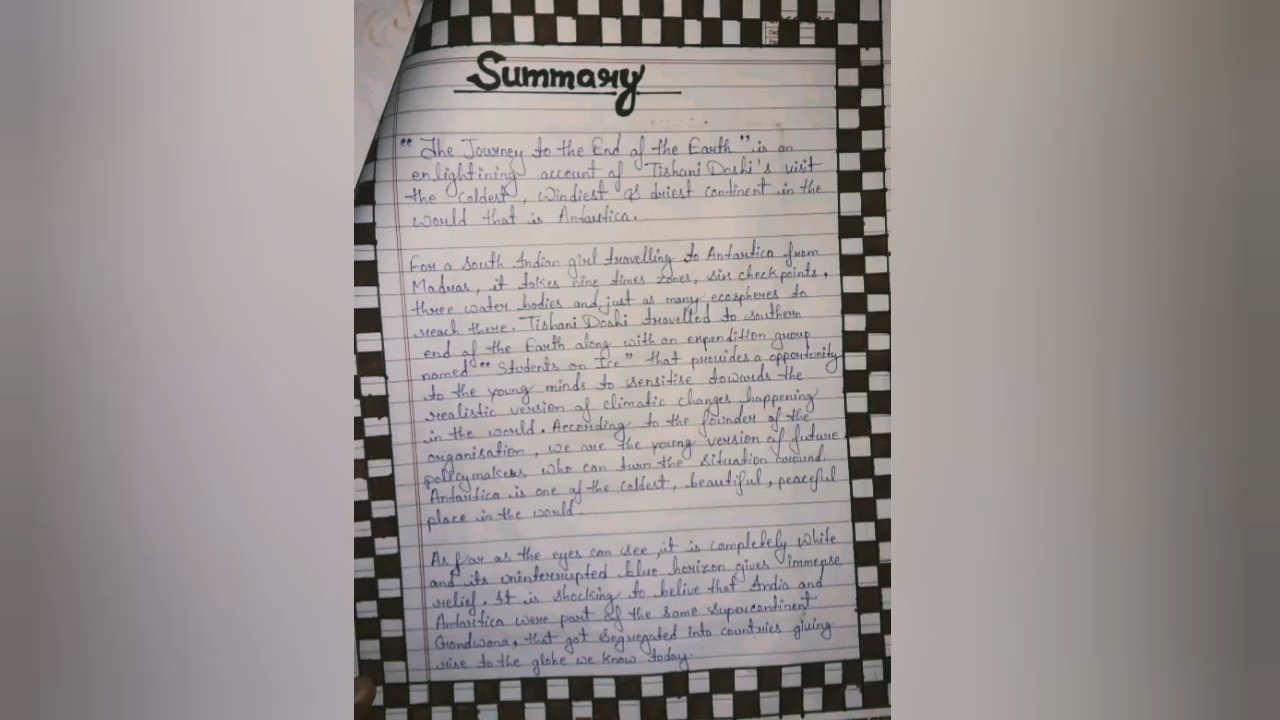 Summary
"The Journey to the End of the Earth" is an
enlightining account of Tishani Doshi's visit
the coldest, windiest & driest continent in the
world that is Antartica.
For a south Indian girl travelling to Antartica from
Madras, it takes nine times zones, six checkpoints,
three water bodies and just as many ecospheres to
reach there. Tishani Doshi travelled to southern
end of the Earth along with an expendition group
named "Students on Ice" that provides a opportunity
to the young minds to sensitise towards the
realistic version of climatic changes happening
in the world. According to the founder of the
organisation, we are the young version of future
policymakers who can turn the situation around.
Antartica is one of the coldest, beautiful, peaceful
place in the world.
As far as the eyes can see, it is completely white
and its uninterrupted blue horizon gives immense
relief. It is shocking to belive that India and
Antartica were part of the same supercontinent
Gondwana, that got segregated into countries giving
rise to the globe we know today.